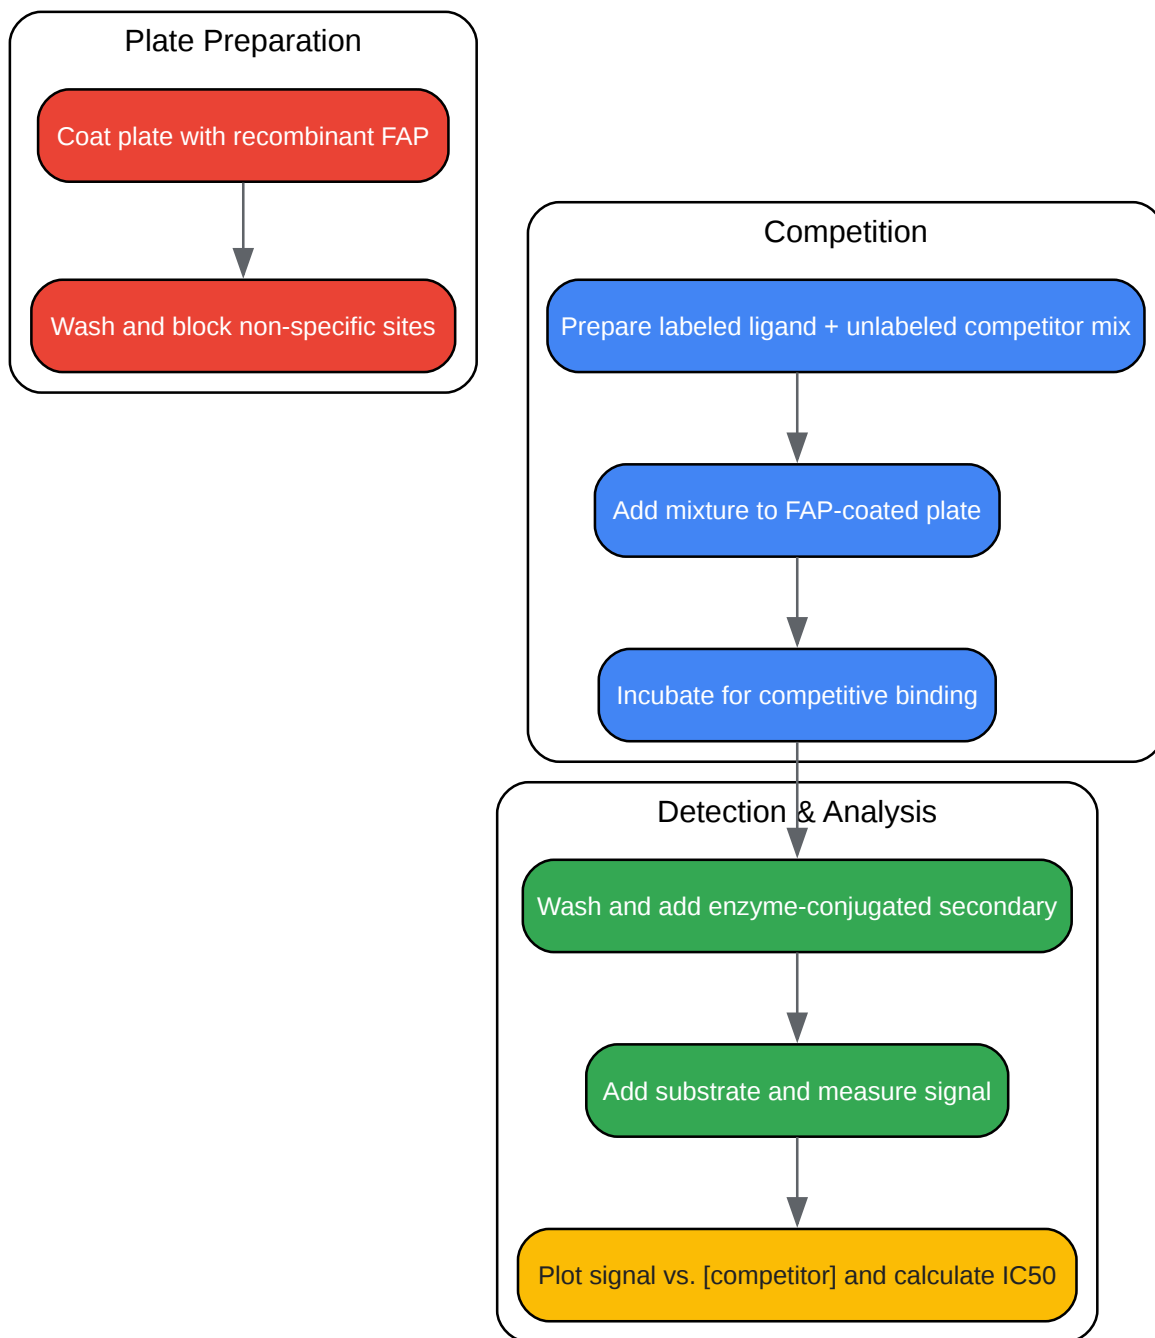 Plate Preparation
Coat plate with recombinant FAP
Wash and block non-specific sites
Competition
Prepare labeled ligand + unlabeled competitor mix
Add mixture to FAP-coated plate
Incubate for competitive binding
Detection & Analysis
Wash and add enzyme-conjugated secondary
Add substrate and measure signal
Plot signal vs. [competitor] and calculate IC50